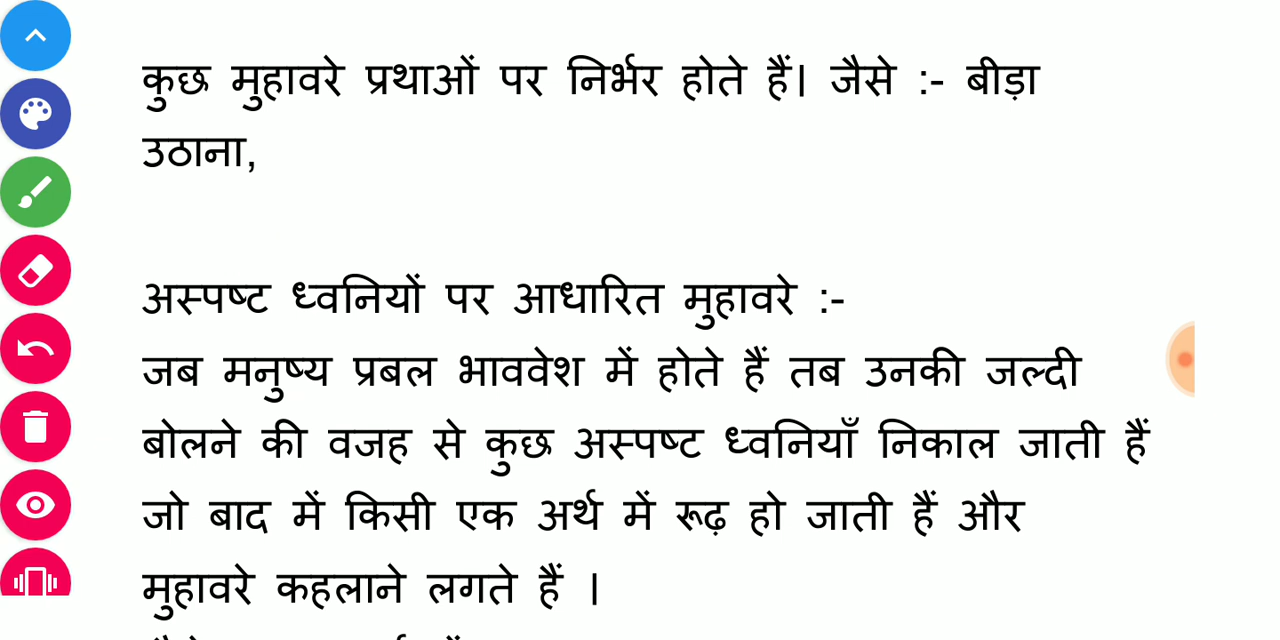 कुछ मुहावरे प्रथाओं पर निर्भर होते हैं। जैसे :- बीड़ा
उठाना,
अस्पष्ट ध्वनियों पर आधारित मुहावरे :-
जब मनुष्य प्रबल भाववेश में होते हैं तब उनकी जल्दी
बोलने की वजह से कुछ अस्पष्ट ध्वनियाँ निकाल जाती हैं
जो बाद में किसी एक अर्थ में रूढ़ हो जाती हैं और
मुहावरे कहलाने लगते हैं ।